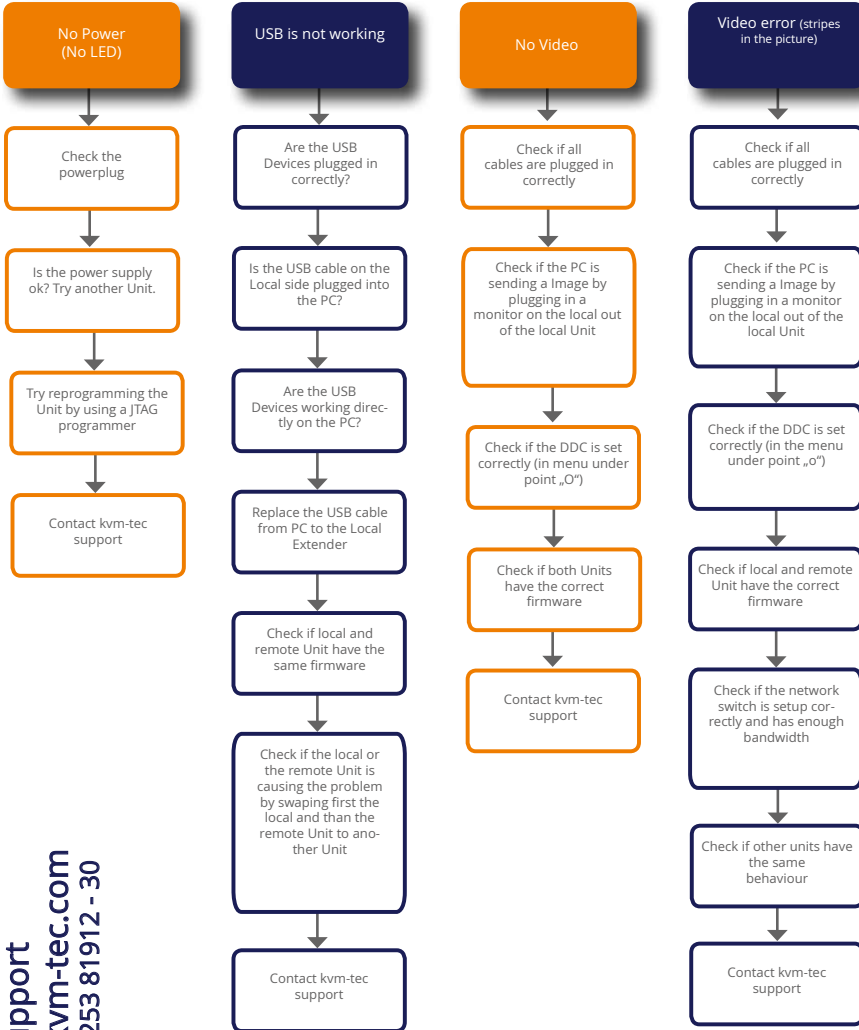 No Power
(No LED)
Check the
powerplug
Is the power supply
ok? Try another Unit.
Try reprogramming the
Unit by using a JTAG
programmer
Contact kvm-tec
support
USB is not working
Are the USB
Devices plugged in
correctly?
Is the USB cable on the
Local side plugged into
the PC?
Are the USB
Devices working direc-
tly on the PC?
Replace the USB cable
from PC to the Local
Extender
Check if local and
remote Unit have the
same firmware
Check if the local or
the remote Unit is
causing the problem
by swaping first the
local and than the
remote Unit to ano-
ther Unit
Contact kvm-tec
support
No Video
Check if all
cables are plugged in
correctly
Check if the PC is
sending a Image by
plugging in a
monitor on the local out
of the local Unit
Check if the DDC is set
correctly (in menu under
point „O“)
Check if both Units
have the correct
firmware
Contact kvm-tec
support
Video error (stripes
in the picture)
Check if all
cables are plugged in
correctly
Check if the PC is
sending a Image by
plugging in a monitor
on the local out of the
local Unit
Check if the DDC is set
correctly (in the menu
under point „o“)
Check if local and remote
Unit have the correct
firmware
Check if the network
switch is setup cor-
rectly and has enough
bandwidth
Check if other units have
the same
behaviour
Contact kvm-tec
support
kvm-tec.com
253 81912 - 30